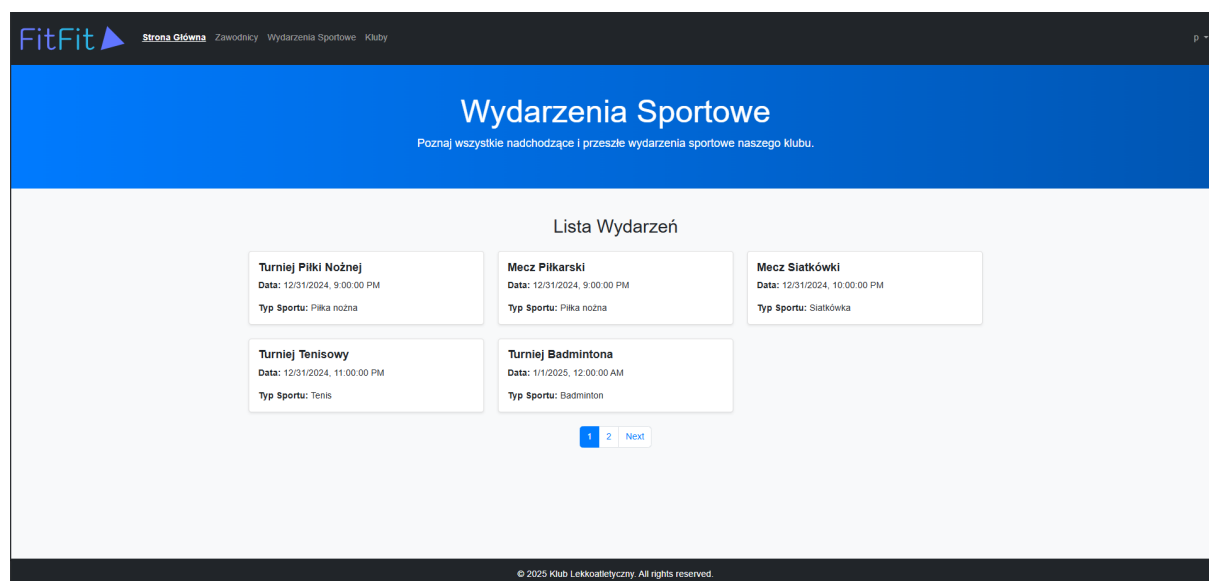 FitFit
Strona Główna Zawodnicy Wydarzenia Sportowe Kluby
p
Wydarzenia Sportowe
Poznaj wszystkie nadchodzące i przeszłe wydarzenia sportowe naszego klubu.
Lista Wydarzeń
Turniej Piłki Nożnej
Data: 12/31/2024, 9:00:00 PM
Typ Sportu: Piłka nożna
Mecz Piłkarski
Data: 12/31/2024, 9:00:00 PM
Typ Sportu: Piłka nożna
Mecz Siatkówki
Data: 12/31/2024, 10:00:00 PM
Typ Sportu: Siatkówka
Turniej Tenisowy
Data: 12/31/2024, 11:00:00 PM
Typ Sportu: Tenis
Turniej Badmintona
Data: 1/1/2025, 12:00:00 AM
Typ Sportu: Badminton
1 2 Next
© 2025 Klub Lekkoatletyczny. All rights reserved.